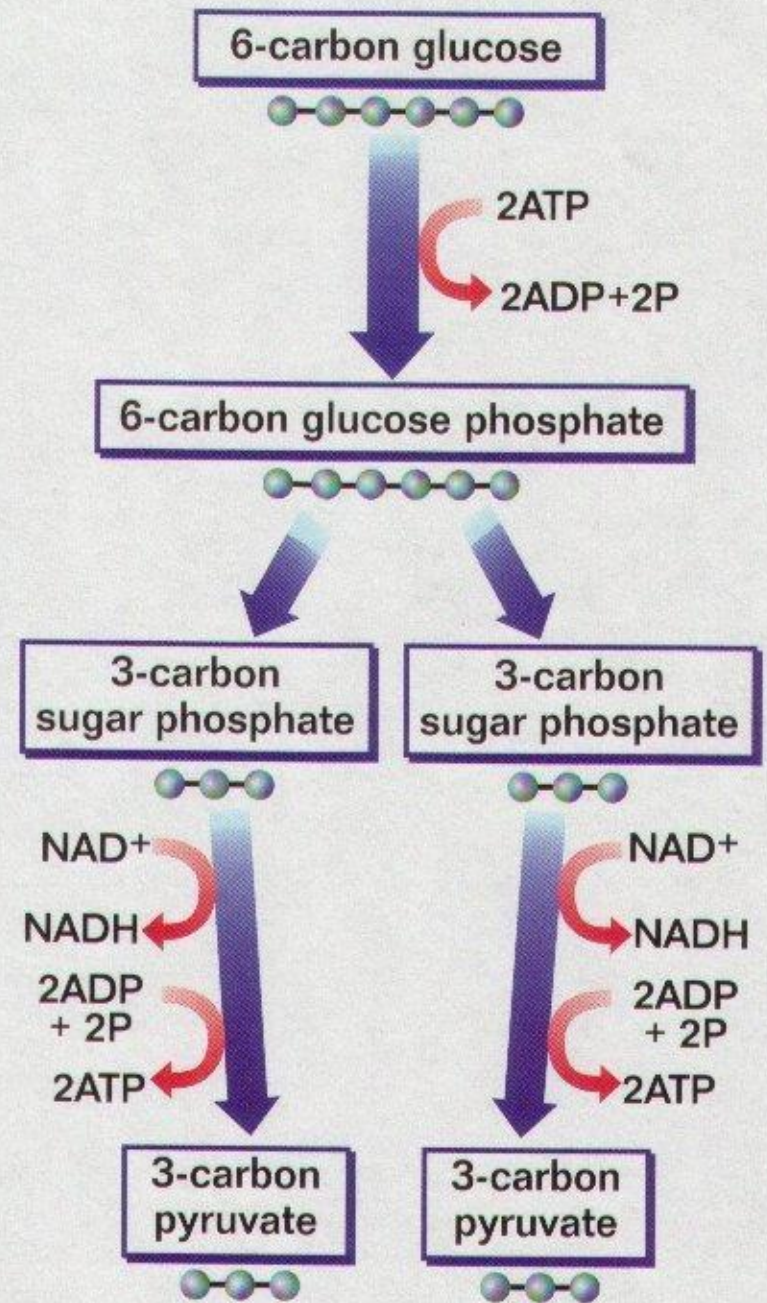 6-carbon glucose
2ATP
2ADP+2P
6-carbon glucose phosphate
3-carbon
sugar phosphate
3-carbon
sugar phosphate
NAD+
NADH
2ADP
+ 2P
2ATP
NAD+
NADH
2ADP
+ 2P
2ATP
3-carbon
pyruvate
3-carbon
pyruvate